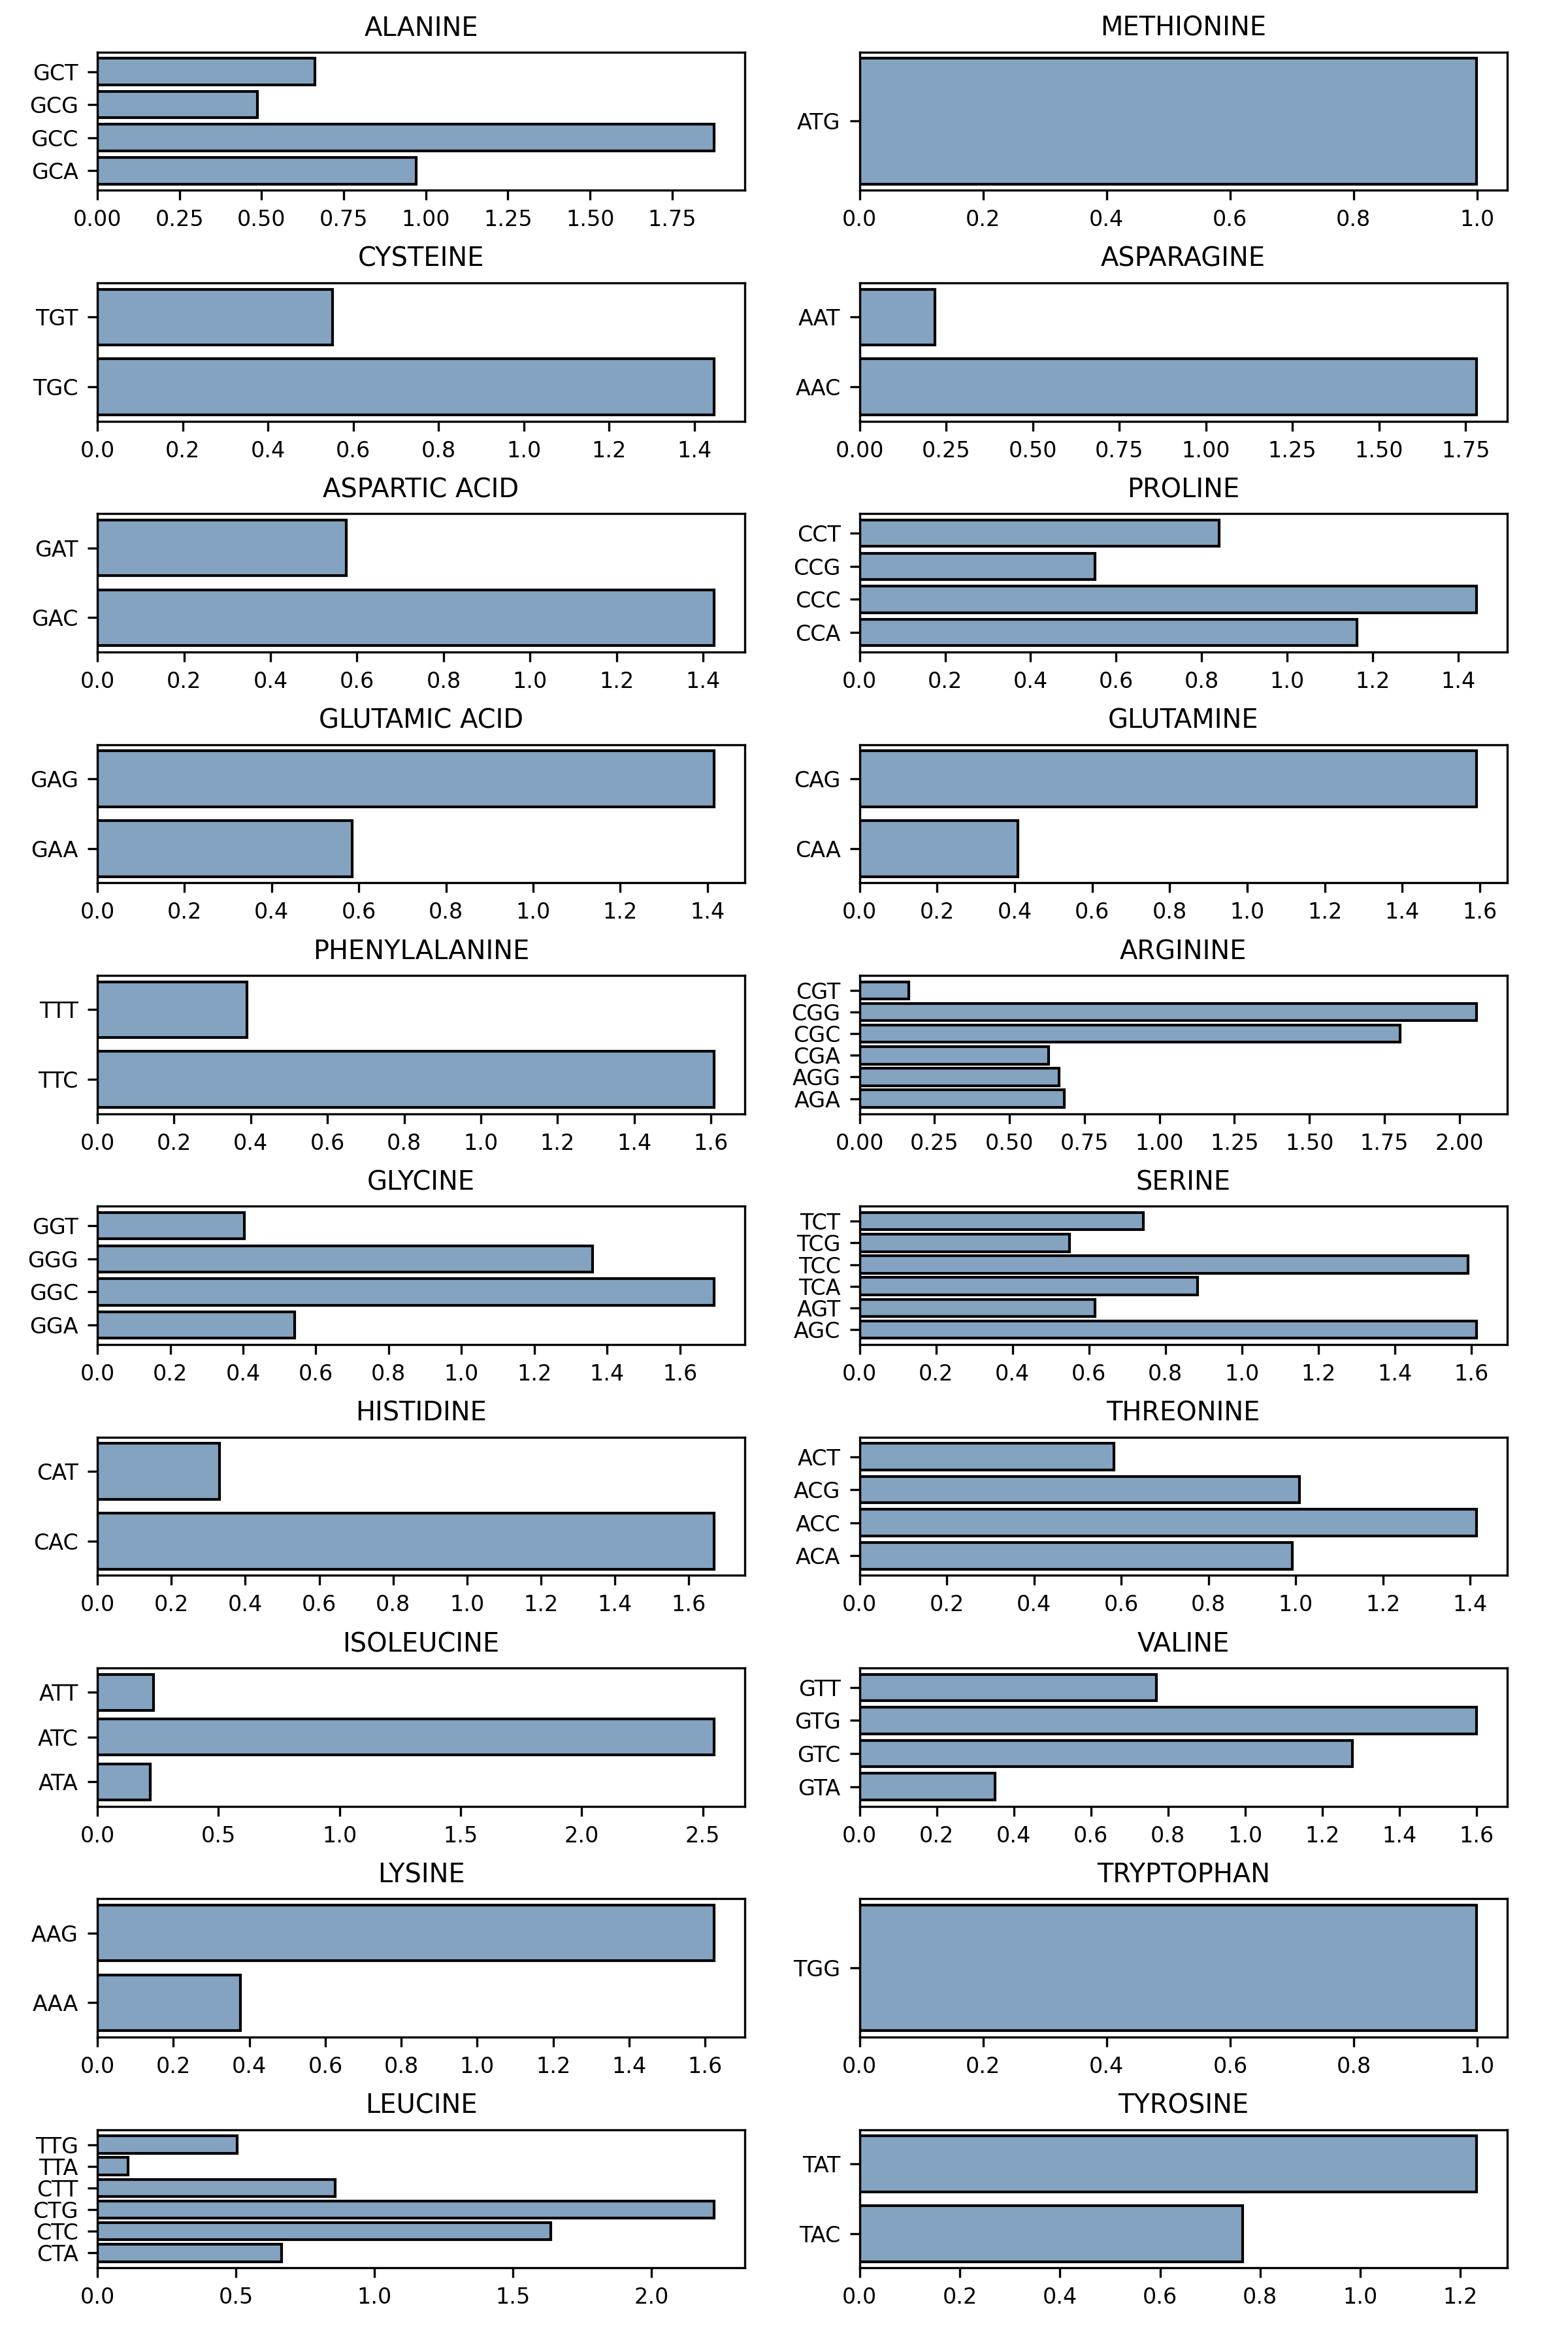 ALANINE
GCT
GCG
GCC
GCA
0.00 0.25 0.50 0.75 1.00 1.25 1.50 1.75
METHIONINE
ATG
0.0 0.2 0.4 0.6 0.8 1.0
CYSTEINE
TGT
TGC
0.0 0.2 0.4 0.6 0.8 1.0 1.2 1.4
ASPARAGINE
AAT
AAC
0.00 0.25 0.50 0.75 1.00 1.25 1.50 1.75
ASPARTIC ACID
GAT
GAC
0.0 0.2 0.4 0.6 0.8 1.0 1.2 1.4
PROLINE
CCT
CCG
CCC
CCA
0.0 0.2 0.4 0.6 0.8 1.0 1.2 1.4
GLUTAMIC ACID
GAG
GAA
0.0 0.2 0.4 0.6 0.8 1.0 1.2 1.4
GLUTAMINE
CAG
CAA
0.0 0.2 0.4 0.6 0.8 1.0 1.2 1.4 1.6
PHENYLALANINE
TTT
TTC
0.0 0.2 0.4 0.6 0.8 1.0 1.2 1.4 1.6
ARGININE
CGT
CGG
CGC
CGA
AGG
AGA
0.00 0.25 0.50 0.75 1.00 1.25 1.50 1.75 2.00
GLYCINE
GGT
GGG
GGC
GGA
0.0 0.2 0.4 0.6 0.8 1.0 1.2 1.4 1.6
SERINE
TCT
TCG
TCC
TCA
AGT
AGC
0.0 0.2 0.4 0.6 0.8 1.0 1.2 1.4 1.6
HISTIDINE
CAT
CAC
0.0 0.2 0.4 0.6 0.8 1.0 1.2 1.4 1.6
THREONINE
ACT
ACG
ACC
ACA
0.0 0.2 0.4 0.6 0.8 1.0 1.2 1.4
ISOLEUCINE
ATT
ATC
ATA
0.0 0.5 1.0 1.5 2.0 2.5
VALINE
GTT
GTG
GTC
GTA
0.0 0.2 0.4 0.6 0.8 1.0 1.2 1.4 1.6
LYSINE
AAG
AAA
0.0 0.2 0.4 0.6 0.8 1.0 1.2 1.4 1.6
TRYPTOPHAN
TGG
0.0 0.2 0.4 0.6 0.8 1.0
LEUCINE
TTG
TTA
CTT
CTG
CTC
CTA
0.0 0.5 1.0 1.5 2.0
TYROSINE
TAT
TAC
0.0 0.2 0.4 0.6 0.8 1.0 1.2